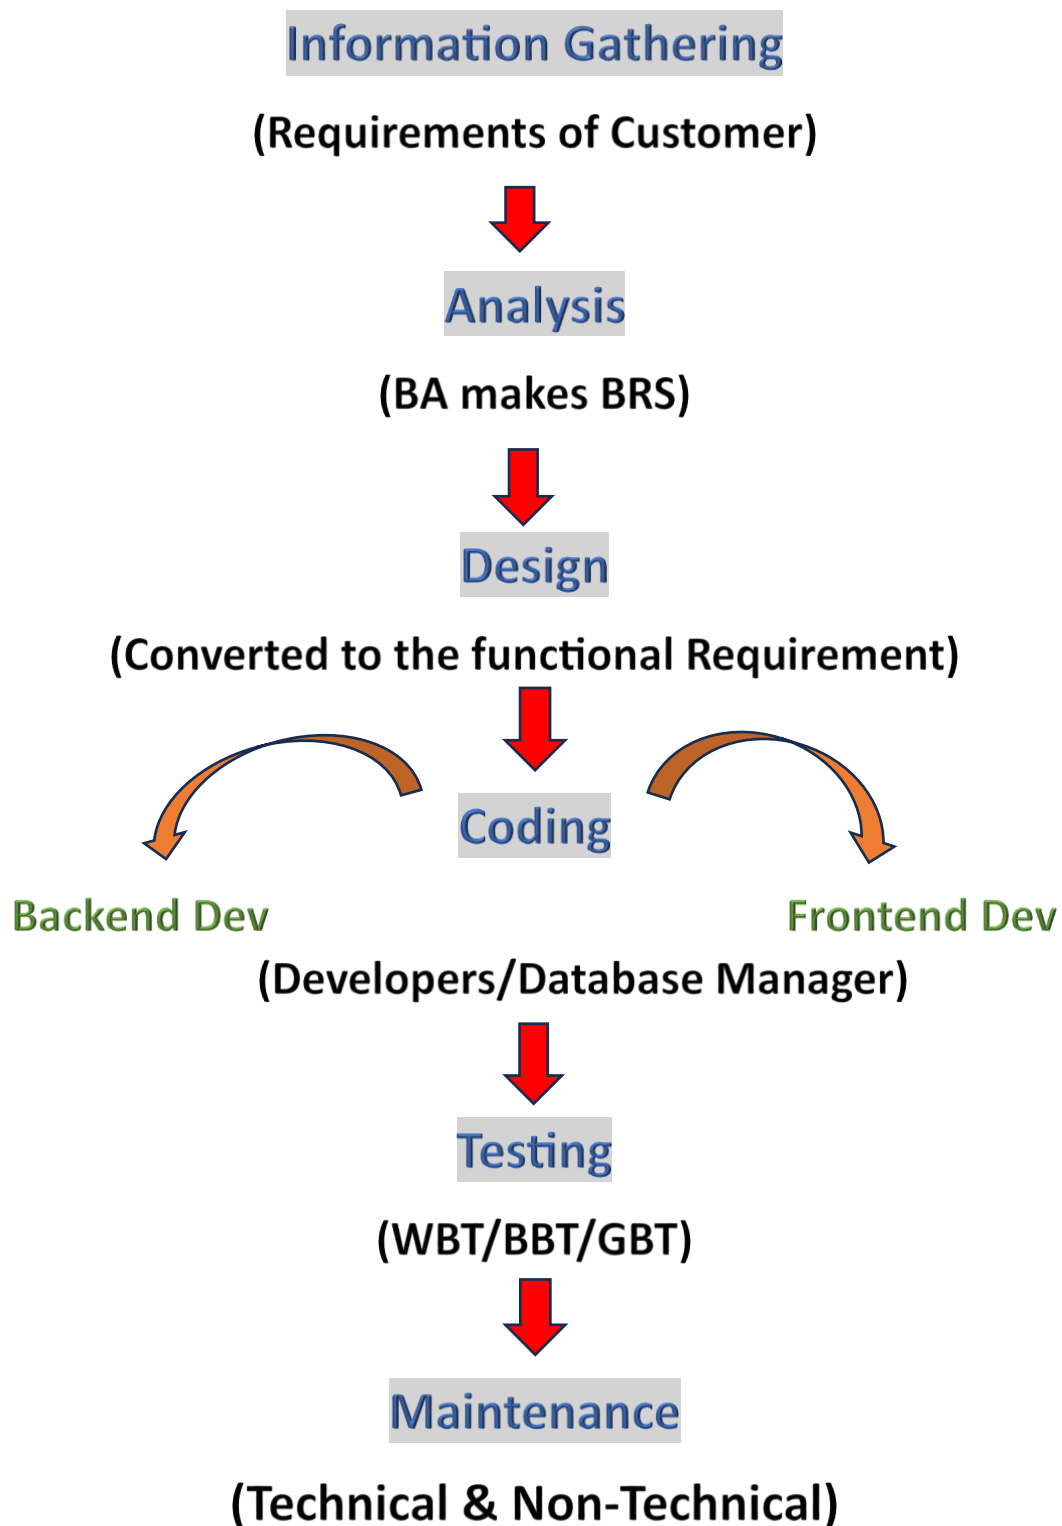 Information Gathering
(Requirements of Customer)
Analysis
(BA makes BRS)
Design
(Converted to the functional Requirement)
Coding
Backend Dev
Frontend Dev
(Developers/Database Manager)
Testing
(WBT/BBT/GBT)
Maintenance
(Technical & Non-Technical)